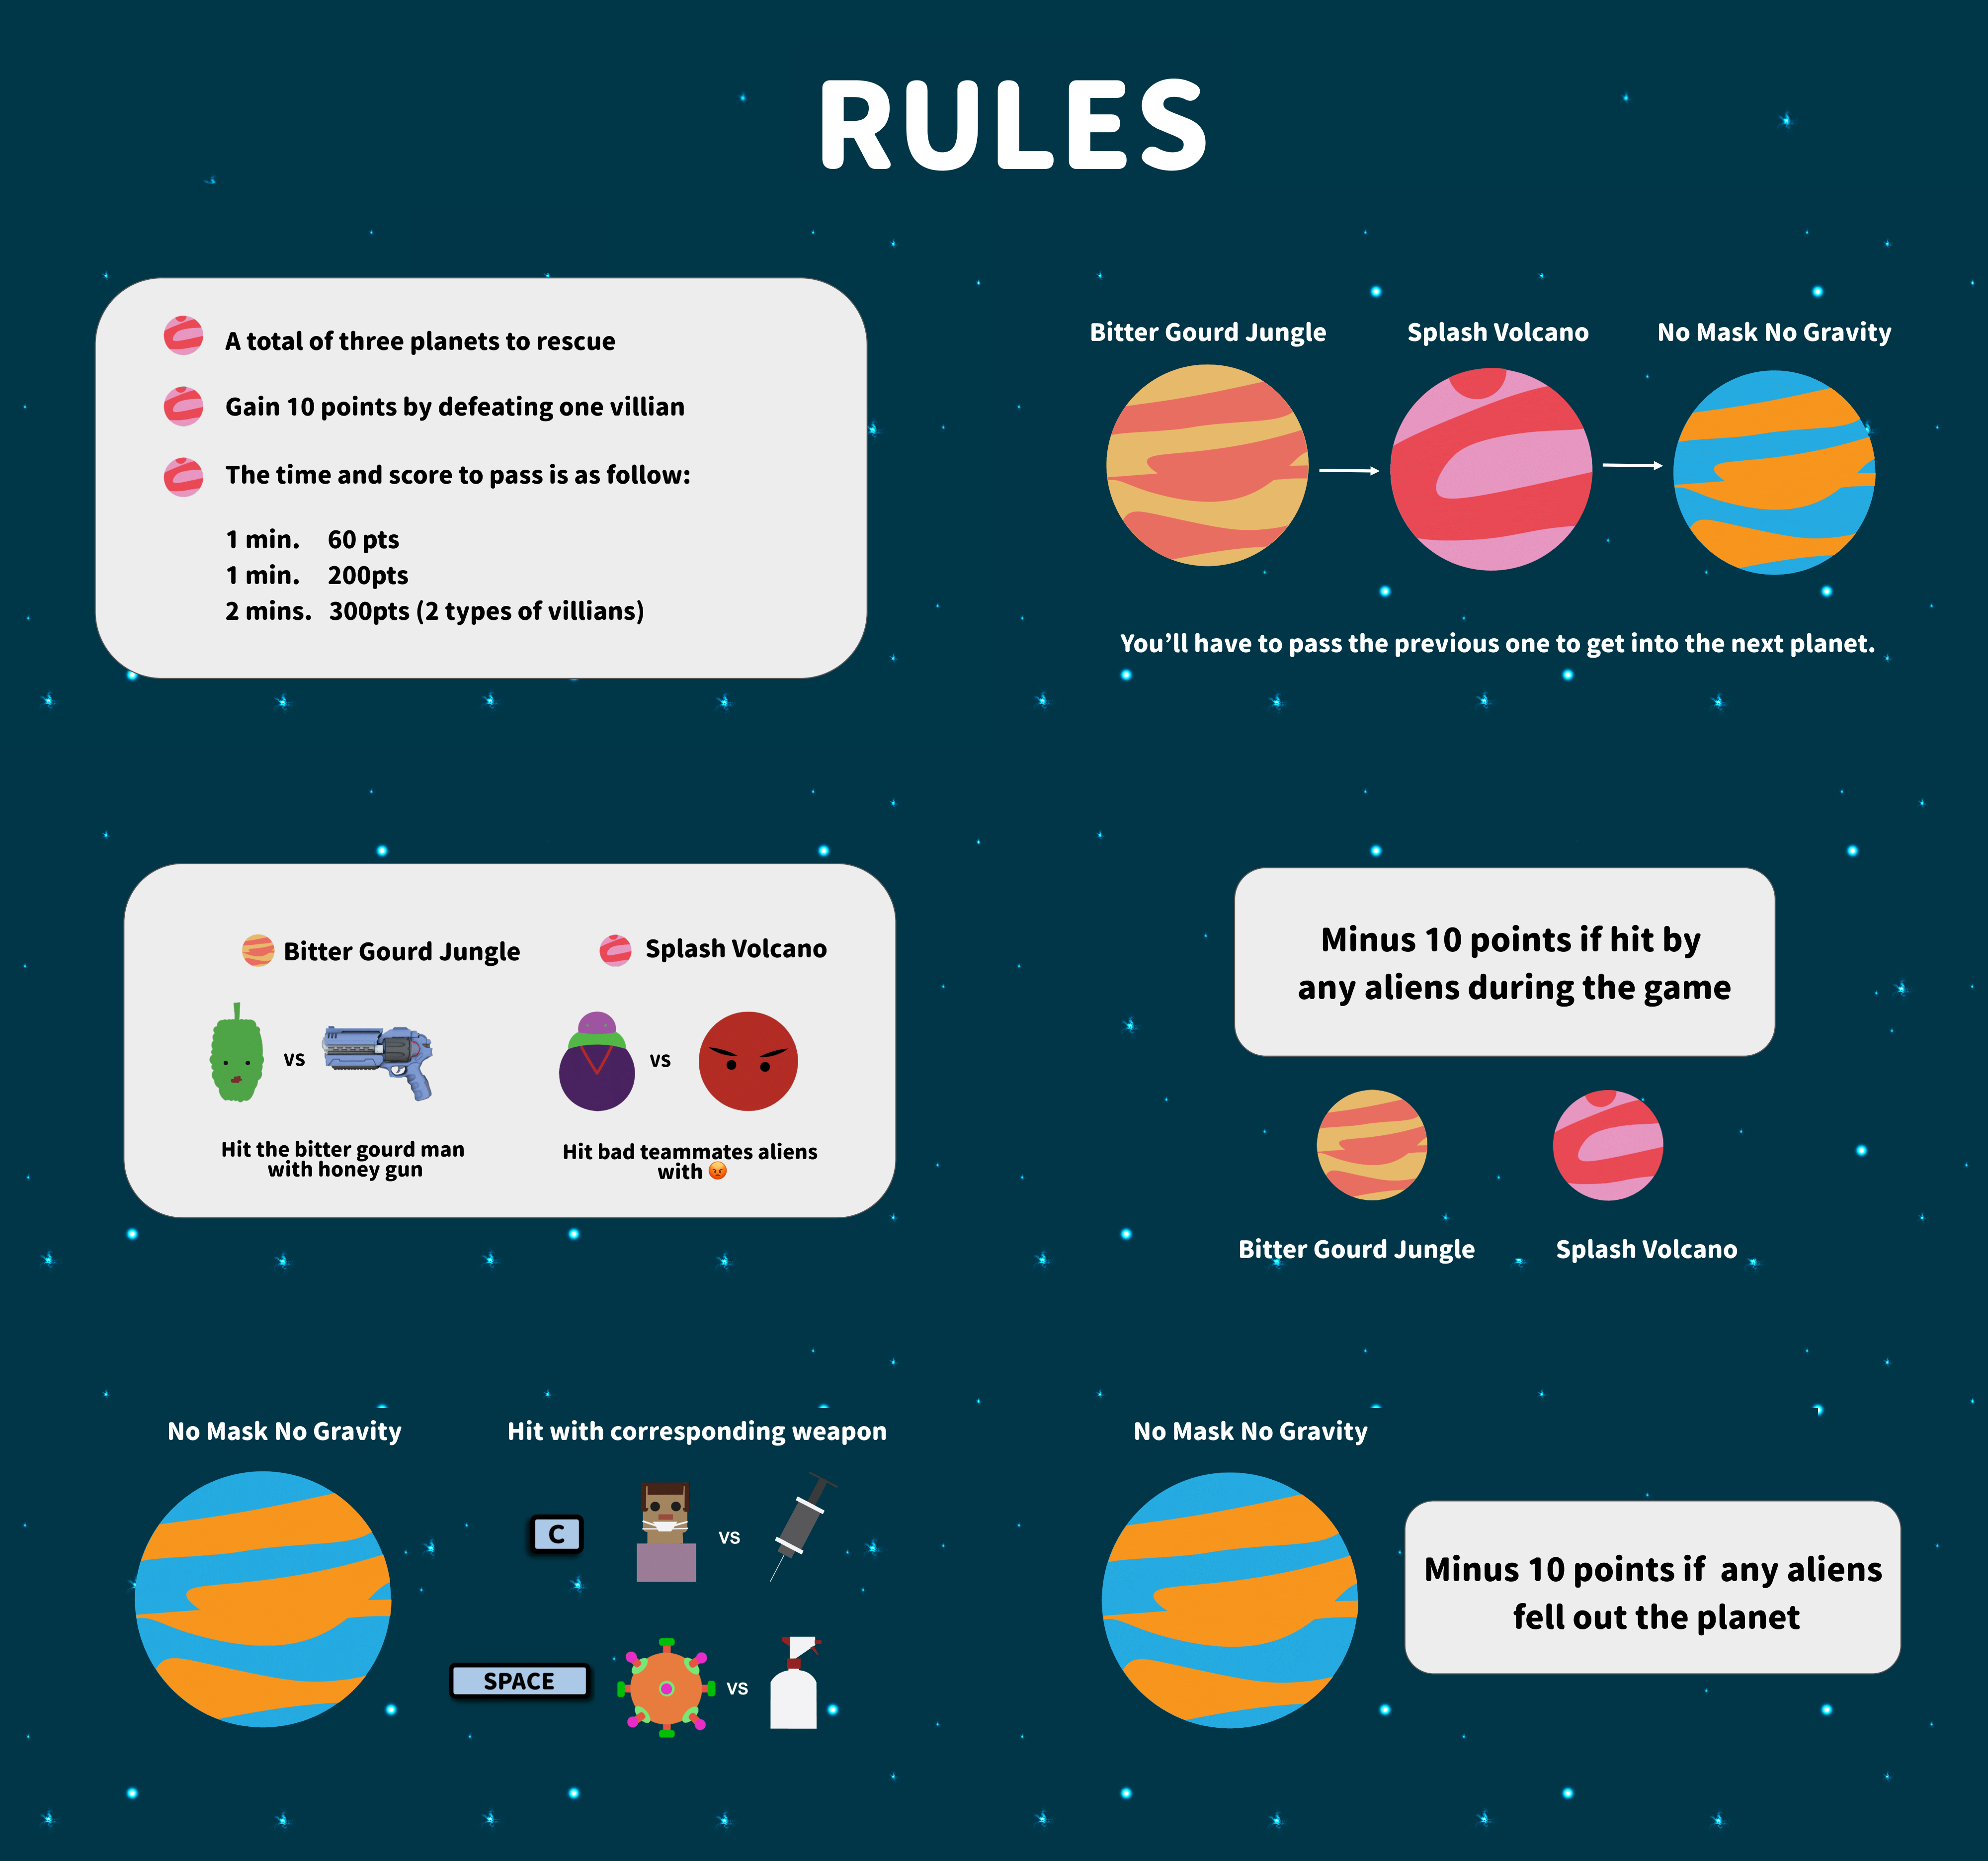 RULES
A total of three planets to rescue
Gain 10 points by defeating one villian
The time and score to pass is as follow:
1 min. 60 pts
1 min. 200pts
2 mins. 300pts (2 types of villians)
Bitter Gourd Jungle
Splash Volcano
No Mask No Gravity
You’ll have to pass the previous one to get into the next planet.
Bitter Gourd Jungle
Splash Volcano
vs
vs
Hit the bitter gourd man
with honey gun
Hit bad teammates aliens
with 😡
Minus 10 points if hit by
any aliens during the game
Bitter Gourd Jungle
Splash Volcano
No Mask No Gravity
Hit with corresponding weapon
C
vs
SPACE
vs
No Mask No Gravity
Minus 10 points if any aliens
fell out the planet